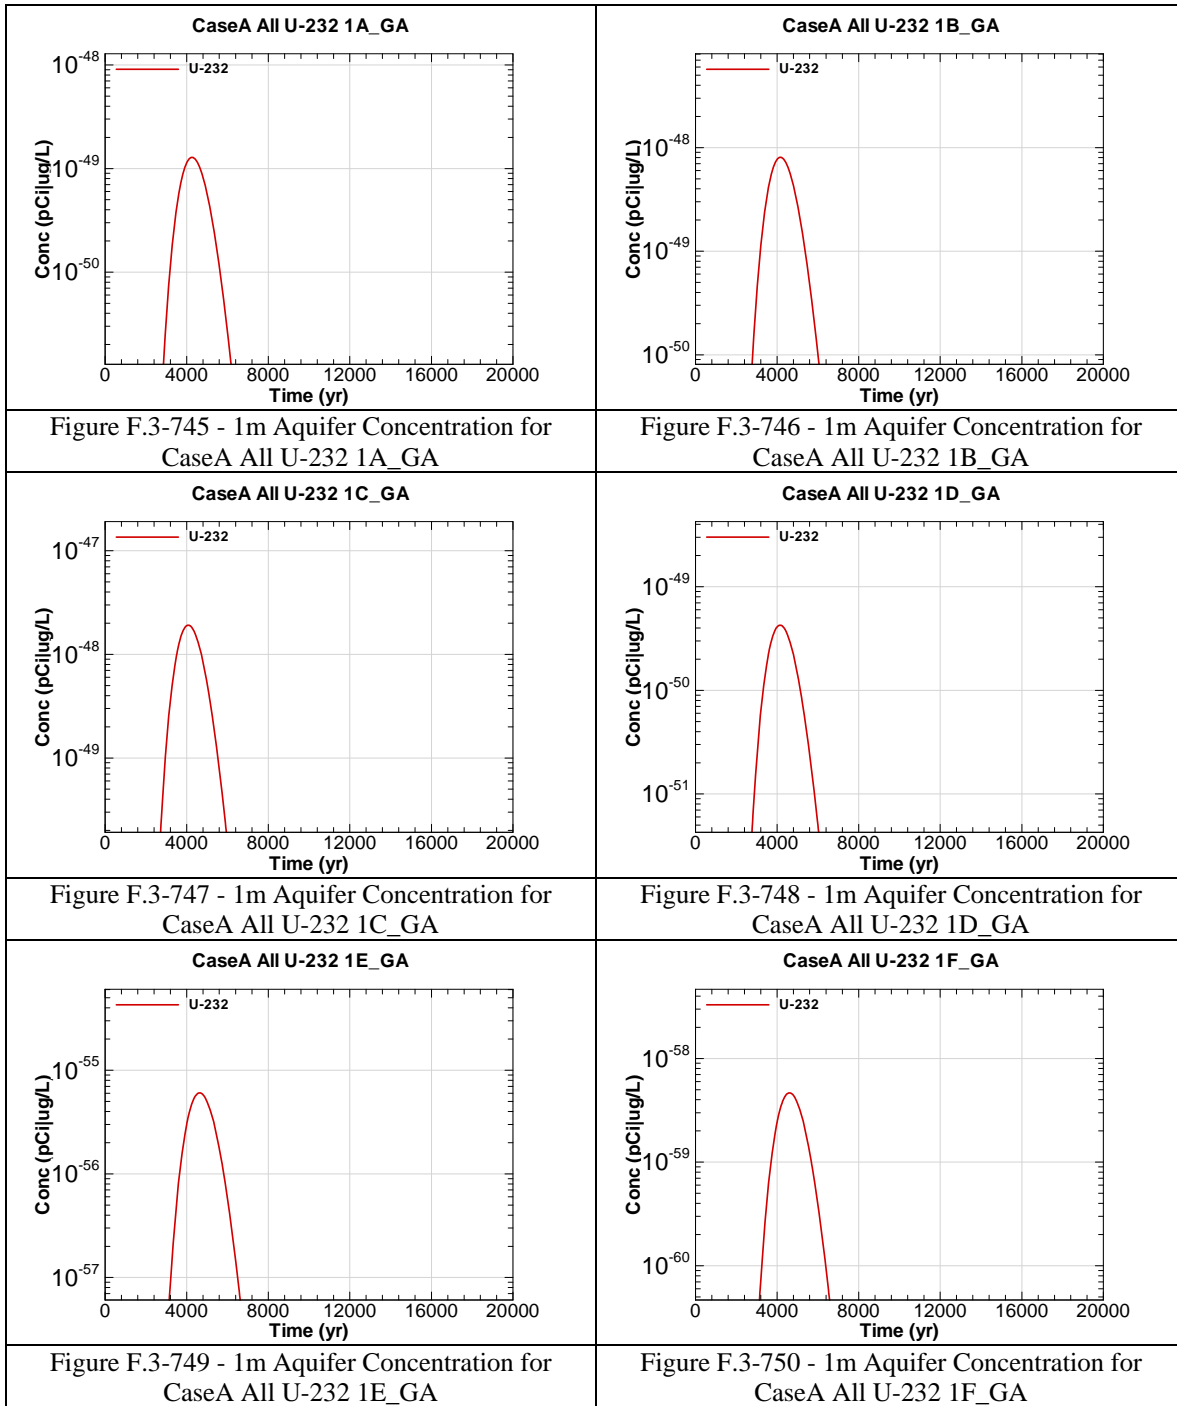 CaseA All U-232 1A_GA
U-232
10-48
10-49
10-50
Conc (pCi|ug/L)
0 4000 8000 12000 16000 20000
Time (yr)
Figure F.3-745 - 1m Aquifer Concentration for
CaseA All U-232 1A_GA
CaseA All U-232 1B_GA
U-232
10-48
10-49
10-50
Conc (pCi|ug/L)
0 4000 8000 12000 16000 20000
Time (yr)
Figure F.3-746 - 1m Aquifer Concentration for
CaseA All U-232 1B_GA
CaseA All U-232 1C_GA
U-232
10-47
10-48
10-49
Conc (pCi|ug/L)
0 4000 8000 12000 16000 20000
Time (yr)
Figure F.3-747 - 1m Aquifer Concentration for
CaseA All U-232 1C_GA
CaseA All U-232 1D_GA
U-232
10-49
10-50
10-51
Conc (pCi|ug/L)
0 4000 8000 12000 16000 20000
Time (yr)
Figure F.3-748 - 1m Aquifer Concentration for
CaseA All U-232 1D_GA
CaseA All U-232 1E_GA
U-232
10-55
10-56
10-57
Conc (pCi|ug/L)
0 4000 8000 12000 16000 20000
Time (yr)
Figure F.3-749 - 1m Aquifer Concentration for
CaseA All U-232 1E_GA
CaseA All U-232 1F_GA
U-232
10-58
10-59
10-60
Conc (pCi|ug/L)
0 4000 8000 12000 16000 20000
Time (yr)
Figure F.3-750 - 1m Aquifer Concentration for
CaseA All U-232 1F_GA